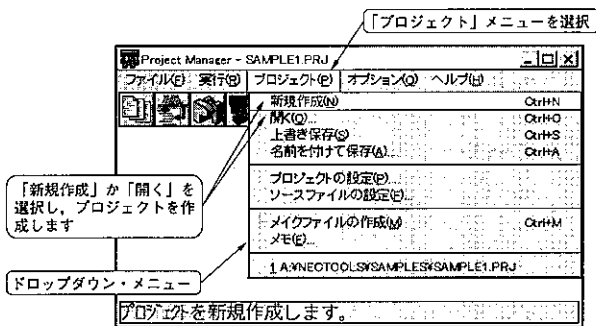 「プロジェクト」メニューを選択
Project Manager - SAMPLE1.PRJ
ファイル(F) 実行(R) プロジェクト(P) オプション(O) ヘルプ(H)
新規作成(N) Ctrl+N
開く(O)... Ctrl+O
上書き保存(S) Ctrl+S
名前を付けて保存(A)... Ctrl+A
「新規作成」か「開く」を
選択し，プロジェクトを作
成します
プロジェクトの設定(P)...
ソースファイルの設定(F)...
メイクファイルの作成(M) Ctrl+M
メモ(E)...
ドロップダウン・メニュー
1 A:¥NEOTOOLS¥SAMPLES¥SAMPLE1.PRJ
プロジェクトを新規作成します。